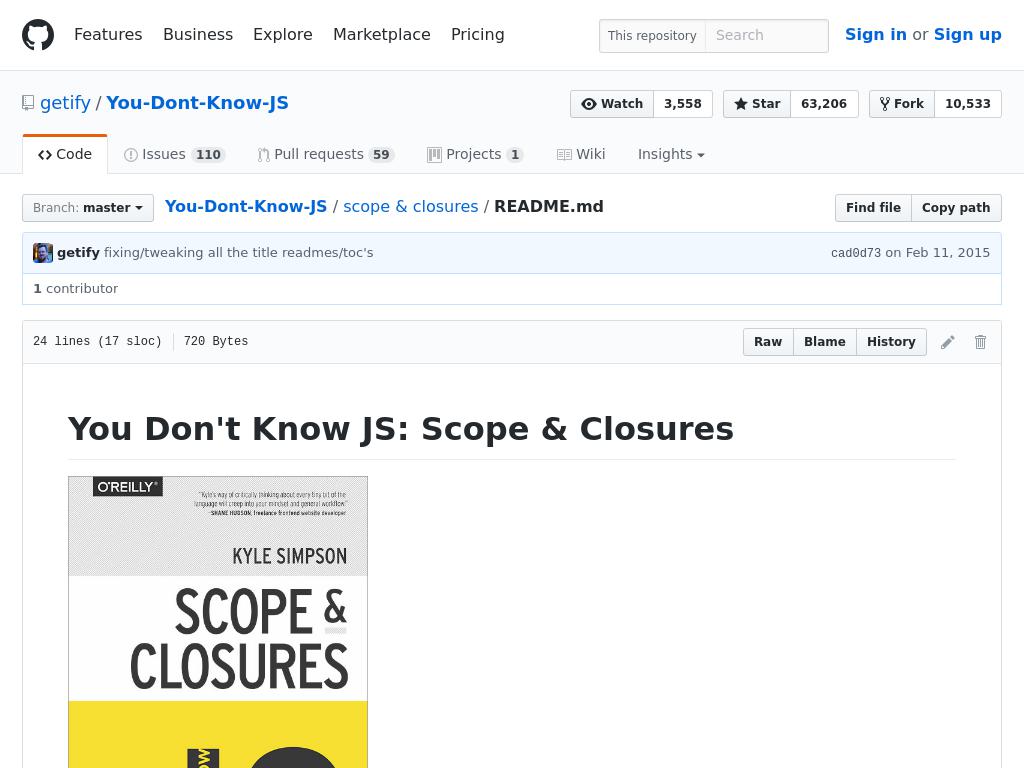 Features Business Explore Marketplace Pricing This repository Search Sign in or Sign up
getify / You-Dont-Know-JS Watch 3,558 Star 63,206 Fork 10,533
Code Issues 110 Pull requests 59 Projects 1 Wiki Insights
Branch: master You-Dont-Know-JS / scope & closures / README.md Find file Copy path
getify fixing/tweaking all the title readmes/toc's cad0d73 on Feb 11, 2015
1 contributor
24 lines (17 sloc) 720 Bytes Raw Blame History
You Don't Know JS: Scope & Closures
O'REILLY®
"Kyle's way of critically thinking about every tiny bit of the
language will creep into your mindset and general workflow."
—SHANE HUDSON, freelance frontend website developer
KYLE SIMPSON
SCOPE &
CLOSURES